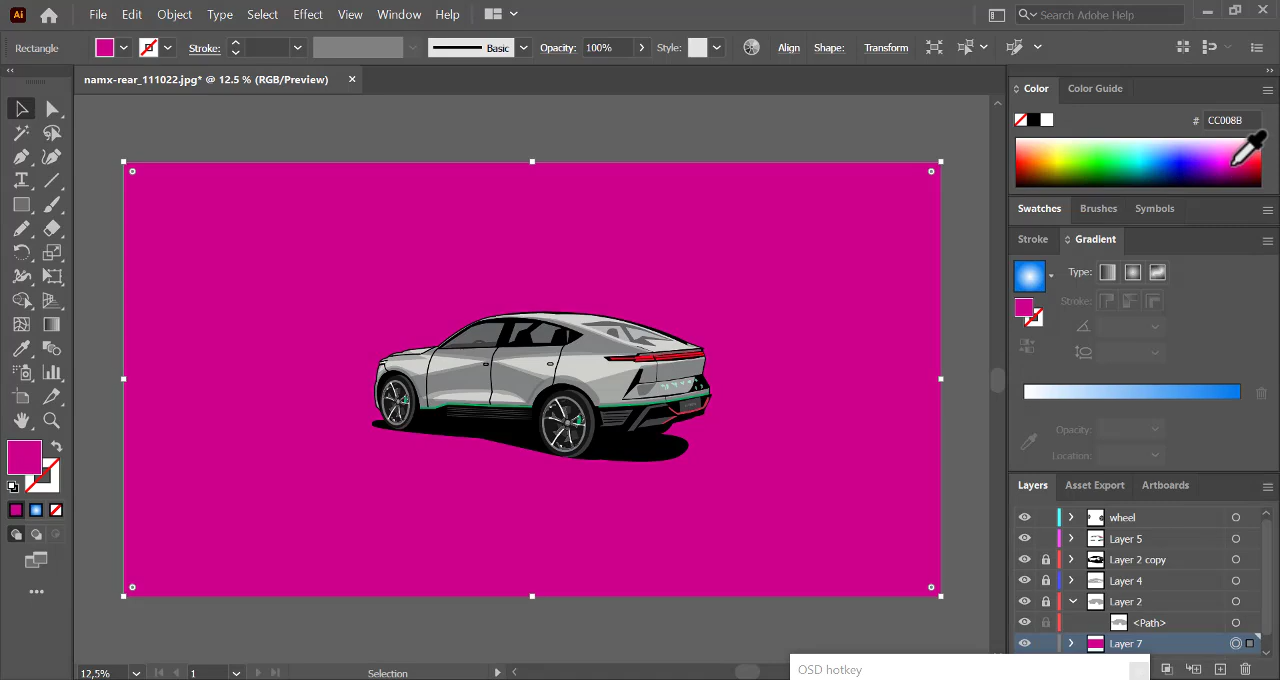 Ai File Edit Object Type Select Effect View Window Help Search Adobe Help
Rectangle Stroke: Basic Opacity: 100% Style: Align Shape: Transform
namx-rear_111022.jpg* @ 12.5 % (RGB/Preview)
Color Color Guide
# CC008B
Swatches Brushes Symbols
Stroke Gradient
Type:
Stroke:
Opacity:
Location:
Layers Asset Export Artboards
wheel
Layer 5
Layer 2 copy
Layer 4
Layer 2
<Path>
Layer 7
12,5% 1 Selection
OSD hotkey